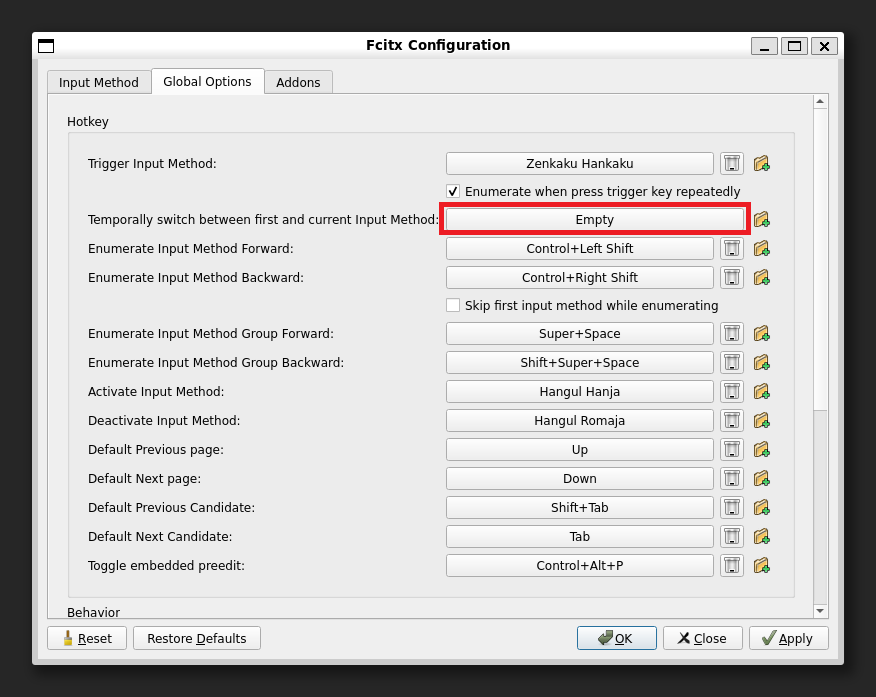 Fcitx Configuration
Input Method Global Options Addons
Hotkey
Trigger Input Method: Zenkaku Hankaku
Enumerate when press trigger key repeatedly
Temporally switch between first and current Input Method: Empty
Enumerate Input Method Forward: Control+Left Shift
Enumerate Input Method Backward: Control+Right Shift
Skip first input method while enumerating
Enumerate Input Method Group Forward: Super+Space
Enumerate Input Method Group Backward: Shift+Super+Space
Activate Input Method: Hangul Hanja
Deactivate Input Method: Hangul Romaja
Default Previous page: Up
Default Next page: Down
Default Previous Candidate: Shift+Tab
Default Next Candidate: Tab
Toggle embedded preedit: Control+Alt+P
Behavior
Reset Restore Defaults OK Close Apply